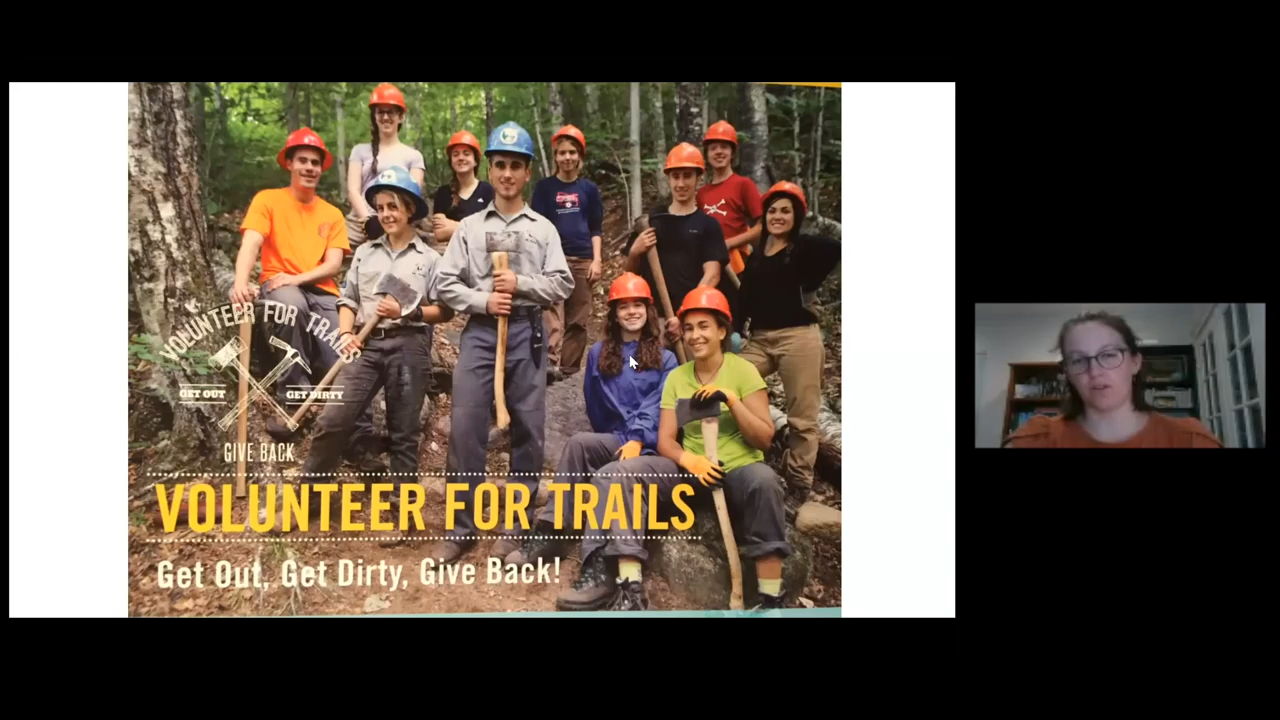 VOLUNTEER FOR TRAILS
GET OUT
GET DIRTY
GIVE BACK
VOLUNTEER FOR TRAILS
Get Out, Get Dirty, Give Back!